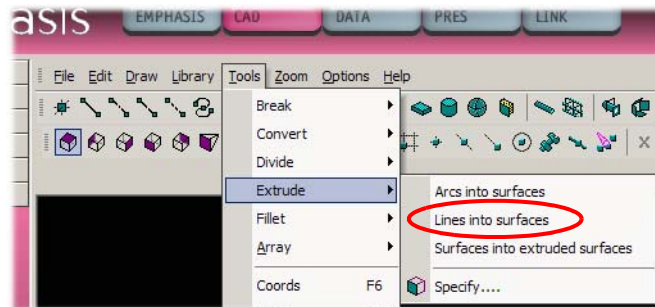 asis EMPHASIS CAD DATA PRES LINK
File Edit Draw Library Tools Zoom Options Help
Break
Convert
Divide
Extrude
Arcs into surfaces
Fillet
Lines into surfaces
Array
Surfaces into extruded surfaces
Coords F6
Specify....